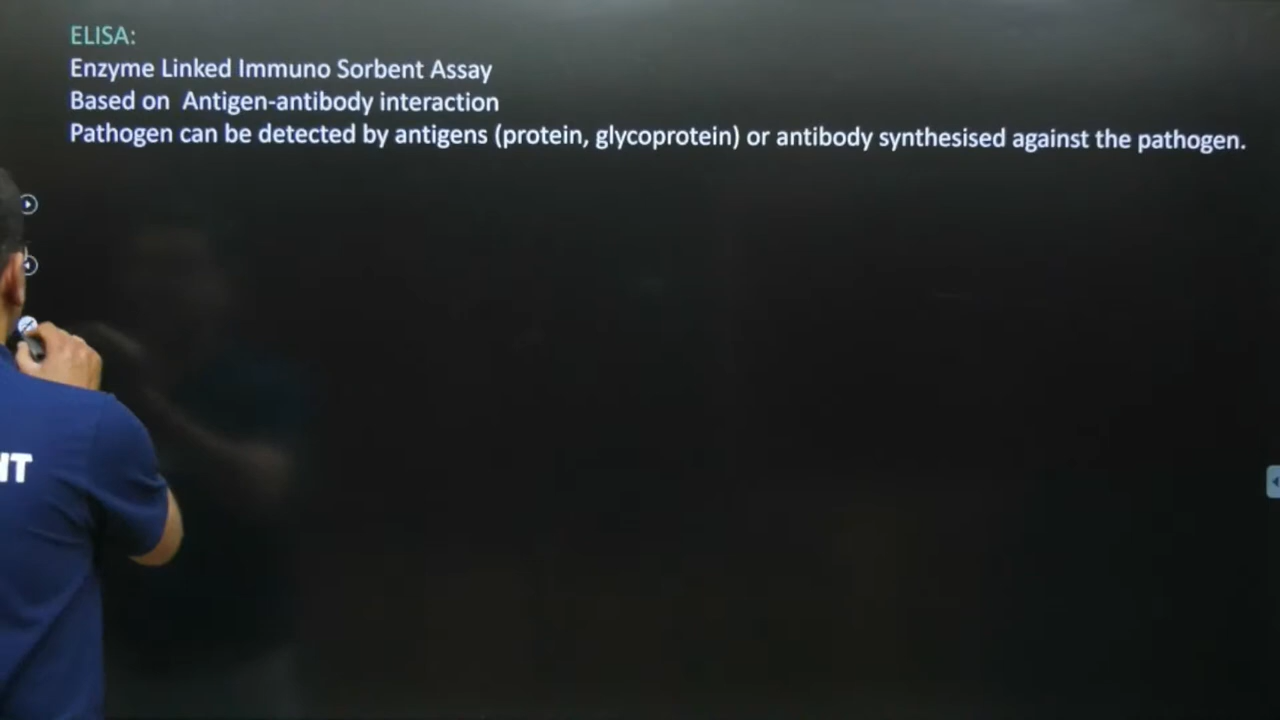 ELISA:
Enzyme Linked Immuno Sorbent Assay
Based on Antigen-antibody interaction
Pathogen can be detected by antigens (protein, glycoprotein) or antibody synthesised against the pathogen.